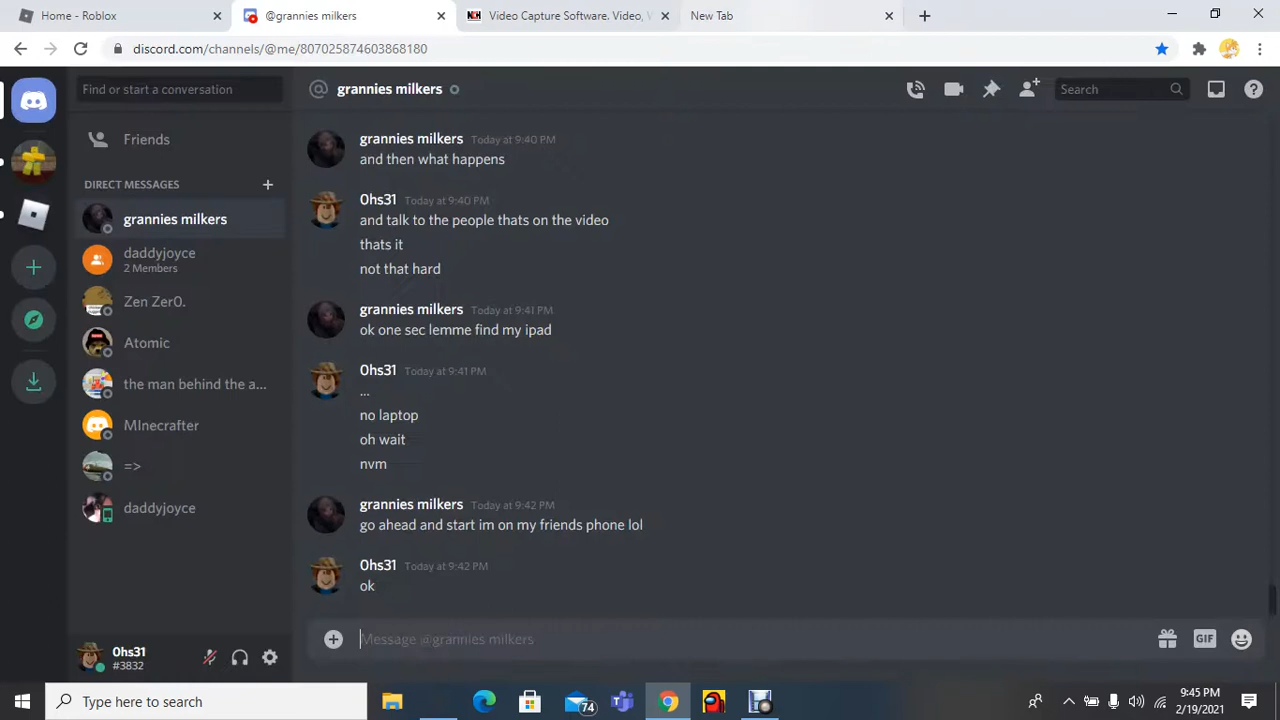 Home - Roblox
@grannies milkers
NCH
Video Capture Software. Video, V
New Tab
discord.com/channels/@me/807025874603868180
Find or start a conversation
@ grannies milkers
Search
Friends
DIRECT MESSAGES
grannies milkers
daddyjoyce
2 Members
Zen Zer0.
Atomic
the man behind the a...
MInecrafter
=>
daddyjoyce
0hs31
#3832
grannies milkers Today at 9:40 PM
and then what happens
0hs31 Today at 9:40 PM
and talk to the people thats on the video
thats it
not that hard
grannies milkers Today at 9:41 PM
ok one sec lemme find my ipad
0hs31 Today at 9:41 PM
...
no laptop
oh wait
nvm
grannies milkers Today at 9:42 PM
go ahead and start im on my friends phone lol
0hs31 Today at 9:42 PM
ok
Message @grannies milkers
GIF
Type here to search
74
9:45 PM
2/19/2021